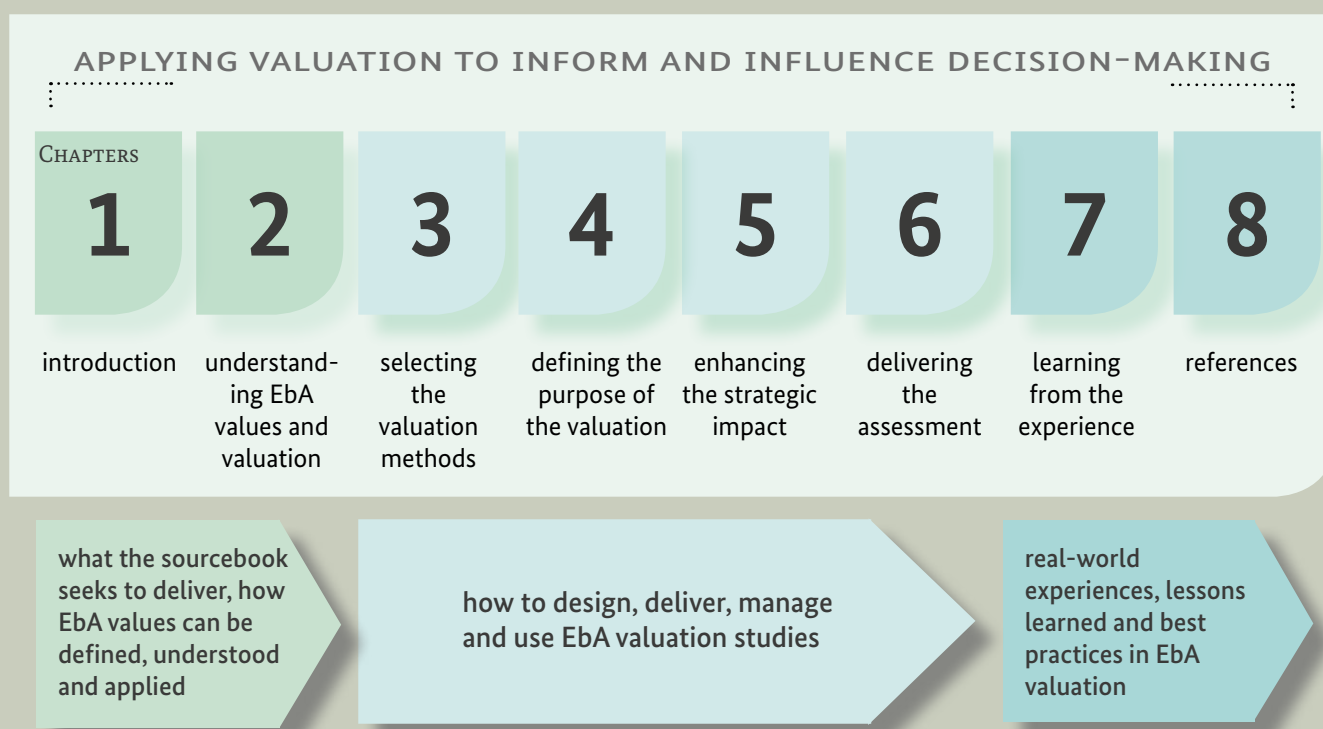 APPLYING VALUATION TO INFORM AND INFLUENCE DECISION-MAKING
CHAPTERS
1
introduction
2
understand-
ing EbA
values and
valuation
3
selecting
the
valuation
methods
4
defining the
purpose of
the valuation
5
enhancing
the strategic
impact
6
delivering
the
assessment
7
learning
from the
experience
8
references
what the sourcebook
seeks to deliver, how
EbA values can be
defined, understood
and applied
how to design, deliver, manage
and use EbA valuation studies
real-world
experiences, lessons
learned and best
practices in EbA
valuation